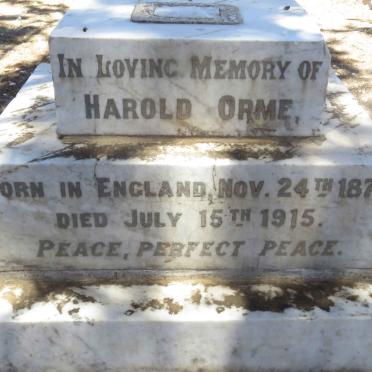 IN LOVING MEMORY OF
HAROLD ORME,
ORN IN ENGLAND, NOV. 24TH 187
DIED JULY 15TH 1915.
PEACE, PERFECT PEACE.